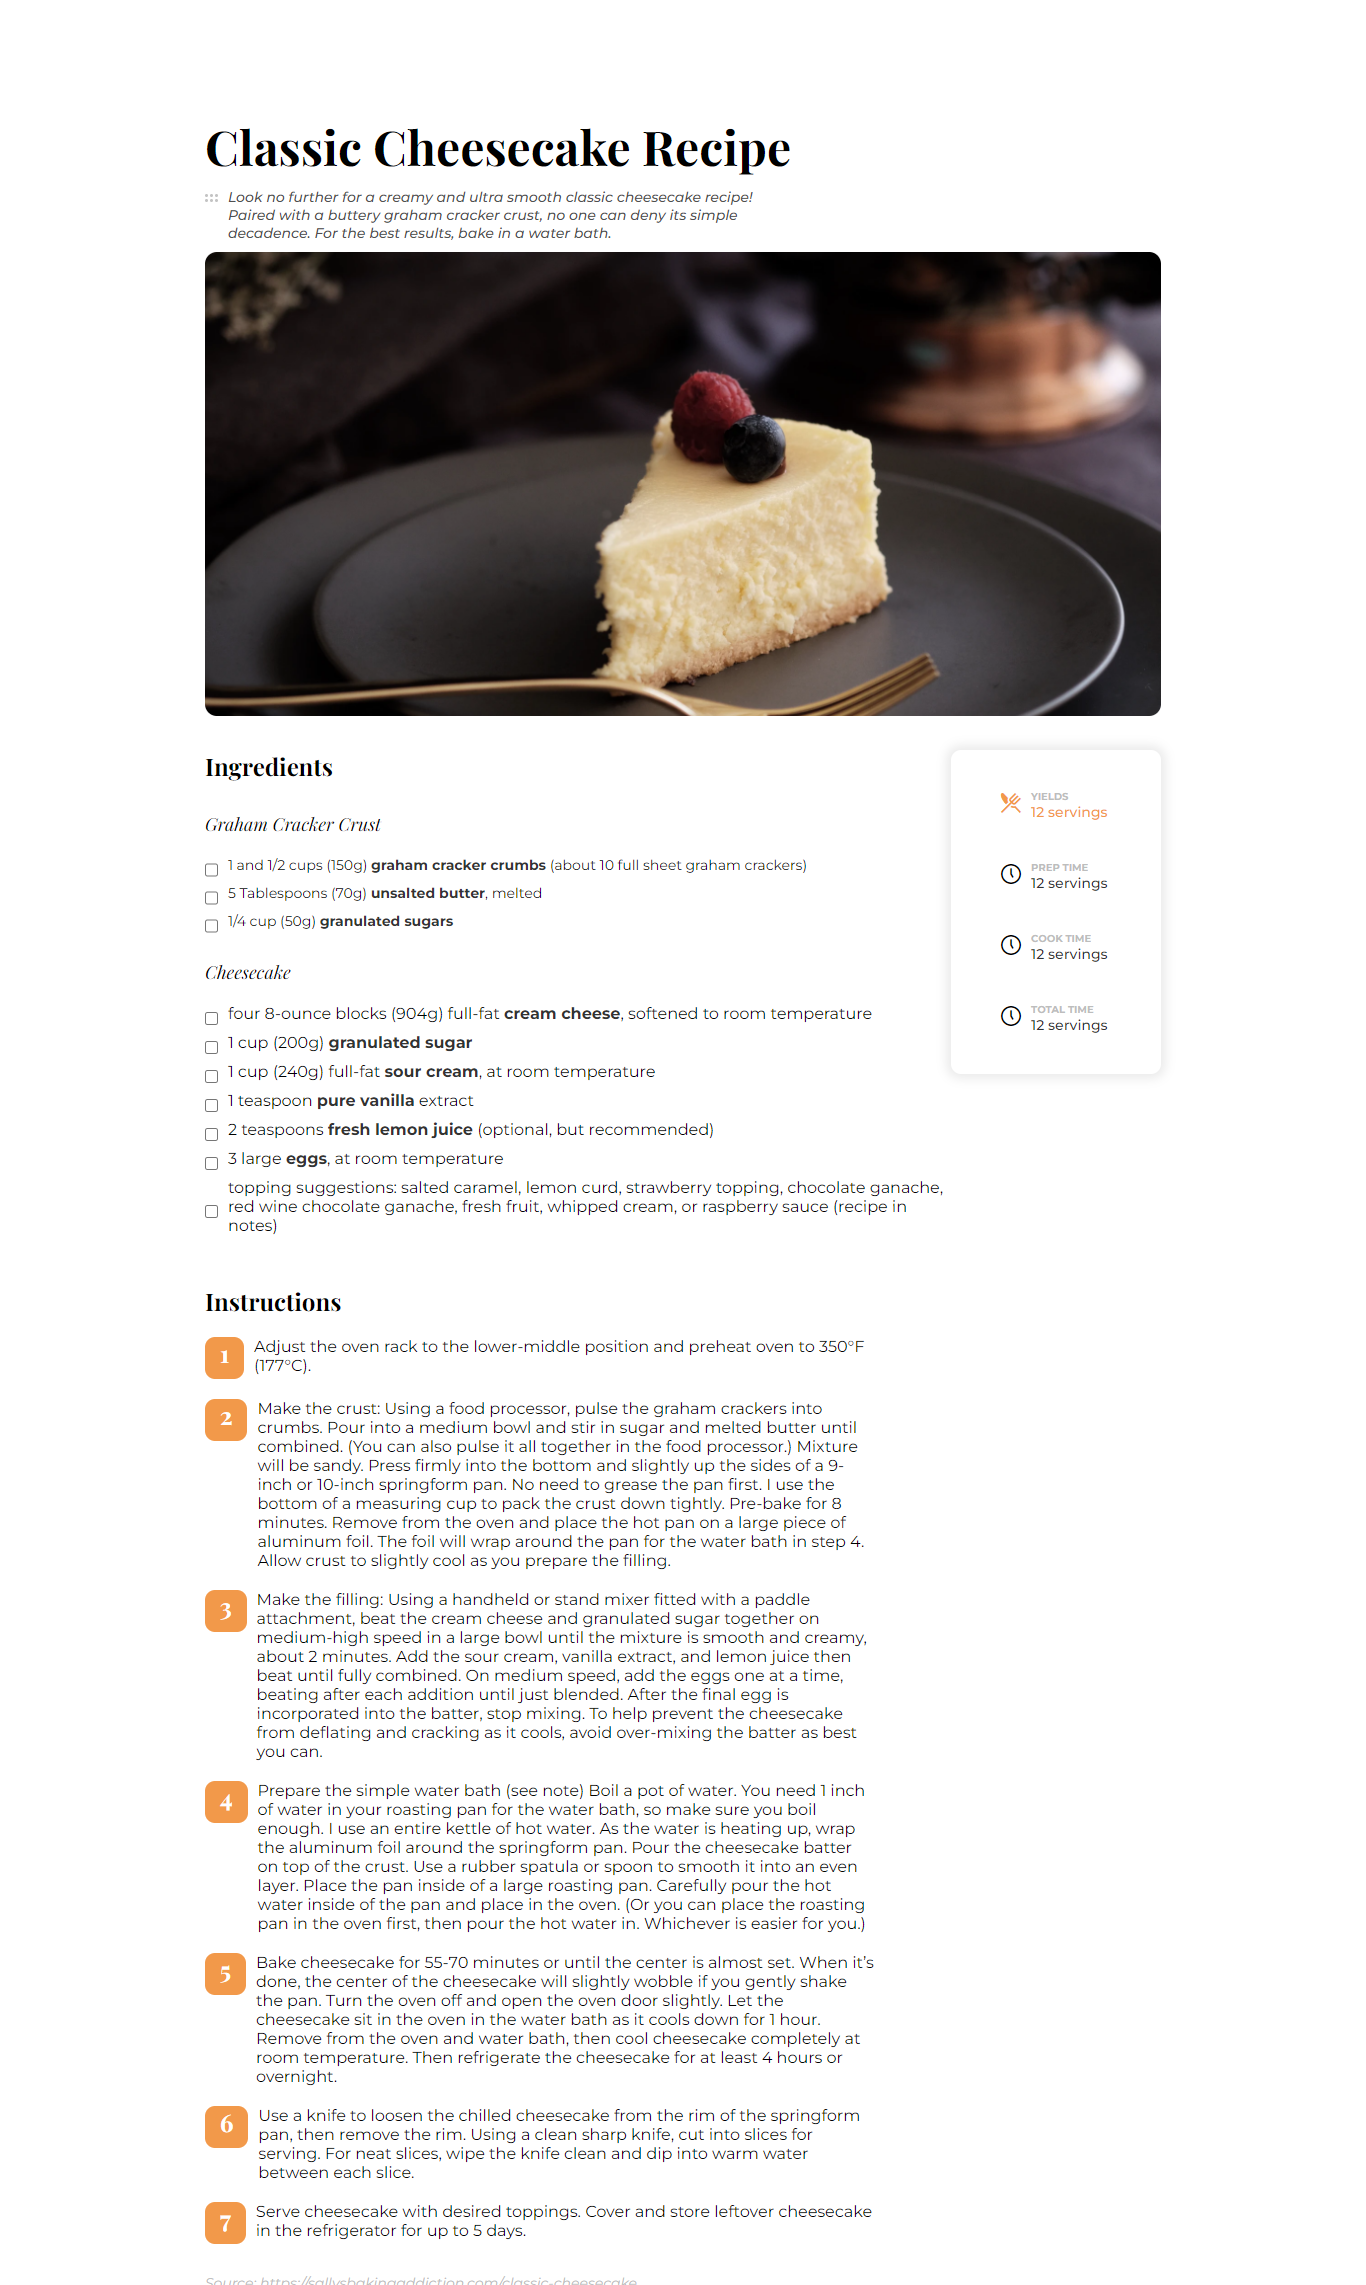 Classic Cheesecake Recipe
Look no further for a creamy and ultra smooth classic cheesecake recipe!
Paired with a buttery graham cracker crust, no one can deny its simple
decadence. For the best results, bake in a water bath.
Ingredients
Graham Cracker Crust
1 and 1/2 cups (150g) graham cracker crumbs (about 10 full sheet graham crackers)
5 Tablespoons (70g) unsalted butter, melted
1/4 cup (50g) granulated sugars
Cheesecake
four 8-ounce blocks (904g) full-fat cream cheese, softened to room temperature
1 cup (200g) granulated sugar
1 cup (240g) full-fat sour cream, at room temperature
1 teaspoon pure vanilla extract
2 teaspoons fresh lemon juice (optional, but recommended)
3 large eggs, at room temperature
topping suggestions: salted caramel, lemon curd, strawberry topping, chocolate ganache,
red wine chocolate ganache, fresh fruit, whipped cream, or raspberry sauce (recipe in
notes)
YIELDS
12 servings
PREP TIME
12 servings
COOK TIME
12 servings
TOTAL TIME
12 servings
Instructions
1 Adjust the oven rack to the lower-middle position and preheat oven to 350°F
(177°C).
2 Make the crust: Using a food processor, pulse the graham crackers into
crumbs. Pour into a medium bowl and stir in sugar and melted butter until
combined. (You can also pulse it all together in the food processor.) Mixture
will be sandy. Press firmly into the bottom and slightly up the sides of a 9-
inch or 10-inch springform pan. No need to grease the pan first. I use the
bottom of a measuring cup to pack the crust down tightly. Pre-bake for 8
minutes. Remove from the oven and place the hot pan on a large piece of
aluminum foil. The foil will wrap around the pan for the water bath in step 4.
Allow crust to slightly cool as you prepare the filling.
3 Make the filling: Using a handheld or stand mixer fitted with a paddle
attachment, beat the cream cheese and granulated sugar together on
medium-high speed in a large bowl until the mixture is smooth and creamy,
about 2 minutes. Add the sour cream, vanilla extract, and lemon juice then
beat until fully combined. On medium speed, add the eggs one at a time,
beating after each addition until just blended. After the final egg is
incorporated into the batter, stop mixing. To help prevent the cheesecake
from deflating and cracking as it cools, avoid over-mixing the batter as best
you can.
4 Prepare the simple water bath (see note) Boil a pot of water. You need 1 inch
of water in your roasting pan for the water bath, so make sure you boil
enough. I use an entire kettle of hot water. As the water is heating up, wrap
the aluminum foil around the springform pan. Pour the cheesecake batter
on top of the crust. Use a rubber spatula or spoon to smooth it into an even
layer. Place the pan inside of a large roasting pan. Carefully pour the hot
water inside of the pan and place in the oven. (Or you can place the roasting
pan in the oven first, then pour the hot water in. Whichever is easier for you.)
5 Bake cheesecake for 55-70 minutes or until the center is almost set. When it's
done, the center of the cheesecake will slightly wobble if you gently shake
the pan. Turn the oven off and open the oven door slightly. Let the
cheesecake sit in the oven in the water bath as it cools down for 1 hour.
Remove from the oven and water bath, then cool cheesecake completely at
room temperature. Then refrigerate the cheesecake for at least 4 hours or
overnight.
6 Use a knife to loosen the chilled cheesecake from the rim of the springform
pan, then remove the rim. Using a clean sharp knife, cut into slices for
serving. For neat slices, wipe the knife clean and dip into warm water
between each slice.
7 Serve cheesecake with desired toppings. Cover and store leftover cheesecake
in the refrigerator for up to 5 days.
Source: https://sallysbakingaddiction.com/classic-cheesecake